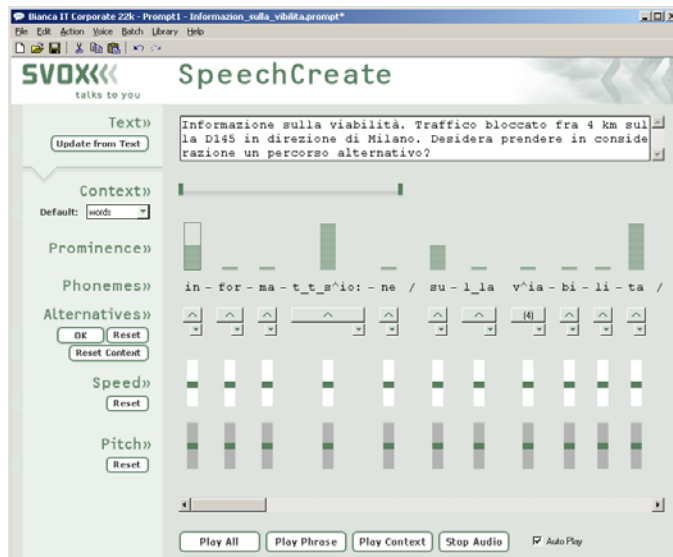 Bianca IT Corporate 22k - Prompt1 - Informazion_sulla_vibilita.prompt*
File Edit Action Voice Batch Library Help
SVOX
talks to you
SpeechCreate
Text»
Update from Text
Informazione sulla viabilità. Traffico bloccato fra 4 km sul
la D145 in direzione di Milano. Desidera prendere in conside
razione un percorso alternativo?
Context»
Default: words
Prominence»
Phonemes» in - for - ma - t_t_s^io: - ne / su - l_la v^ia - bi - li - ta /
Alternatives»
(4)
OK Reset
Reset Context
Speed»
Reset
Pitch»
Reset
Play All Play Phrase Play Context Stop Audio Auto Play